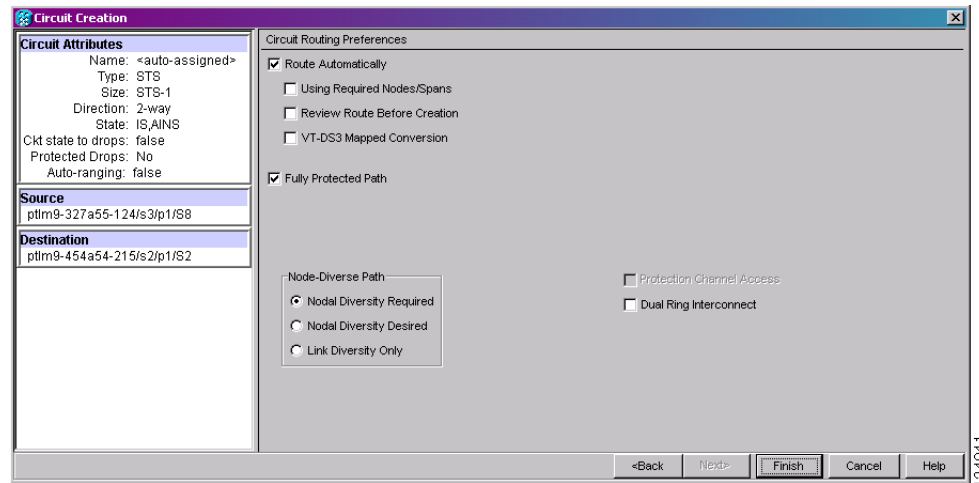 Circuit Creation
Circuit Attributes
Name: <auto-assigned>
Type: STS
Size: STS-1
Direction: 2-way
State: IS,AINS
Ckt state to drops: false
Protected Drops: No
Auto-ranging: false
Source
ptlm9-327a55-124/s3/p1/S8
Destination
ptlm9-454a54-215/s2/p1/S2
Circuit Routing Preferences
Route Automatically
Using Required Nodes/Spans
Review Route Before Creation
VT-DS3 Mapped Conversion
Fully Protected Path
Node-Diverse Path
Nodal Diversity Required
Nodal Diversity Desired
Link Diversity Only
Protection Channel Access
Dual Ring Interconnect
<Back
Next>
Finish
Cancel
Help